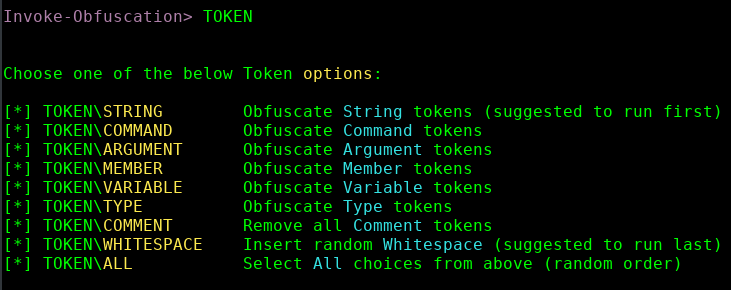 Invoke-Obfuscation> TOKEN
Choose one of the below Token options:
[*] TOKEN\STRING Obfuscate String tokens (suggested to run first)
[*] TOKEN\COMMAND Obfuscate Command tokens
[*] TOKEN\ARGUMENT Obfuscate Argument tokens
[*] TOKEN\MEMBER Obfuscate Member tokens
[*] TOKEN\VARIABLE Obfuscate Variable tokens
[*] TOKEN\TYPE Obfuscate Type tokens
[*] TOKEN\COMMENT Remove all Comment tokens
[*] TOKEN\WHITESPACE Insert random Whitespace (suggested to run last)
[*] TOKEN\ALL Select All choices from above (random order)